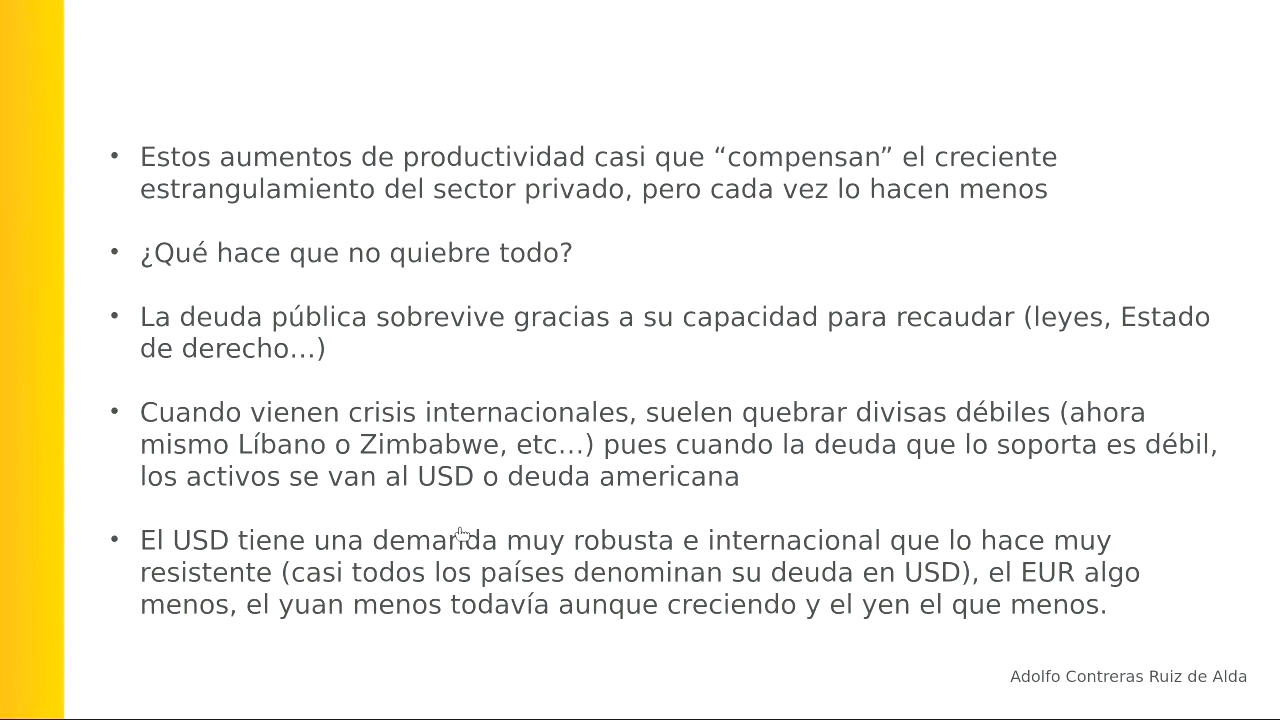 • Estos aumentos de productividad casi que “compensan” el creciente
estrangulamiento del sector privado, pero cada vez lo hacen menos
• ¿Qué hace que no quiebre todo?
• La deuda pública sobrevive gracias a su capacidad para recaudar (leyes, Estado
de derecho…)
• Cuando vienen crisis internacionales, suelen quebrar divisas débiles (ahora
mismo Líbano o Zimbabwe, etc…) pues cuando la deuda que lo soporta es débil,
los activos se van al USD o deuda americana
• El USD tiene una demanda muy robusta e internacional que lo hace muy
resistente (casi todos los países denominan su deuda en USD), el EUR algo
menos, el yuan menos todavía aunque creciendo y el yen el que menos.
Adolfo Contreras Ruiz de Alda